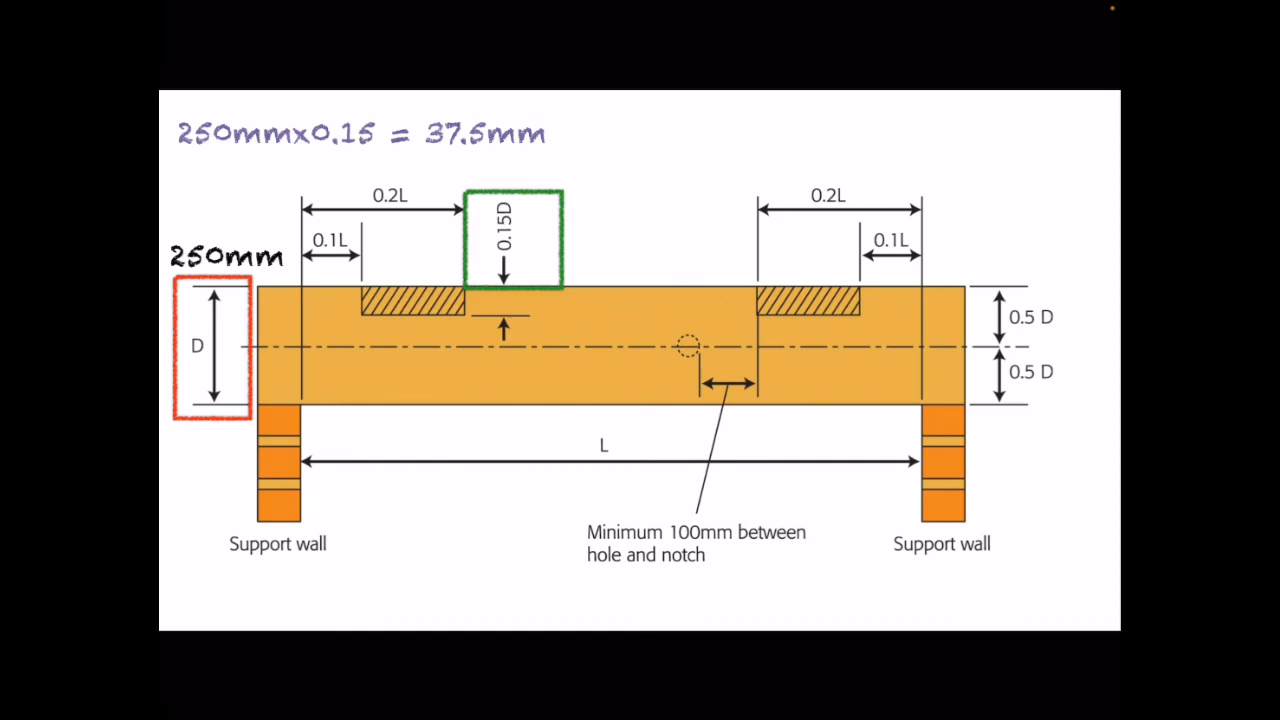 250mmx0.15 = 37.5mm
0.2L
0.15D
0.2L
0.1L
0.1L
250mm
D
0.5 D
0.5 D
L
Minimum 100mm between
hole and notch
Support wall
Support wall